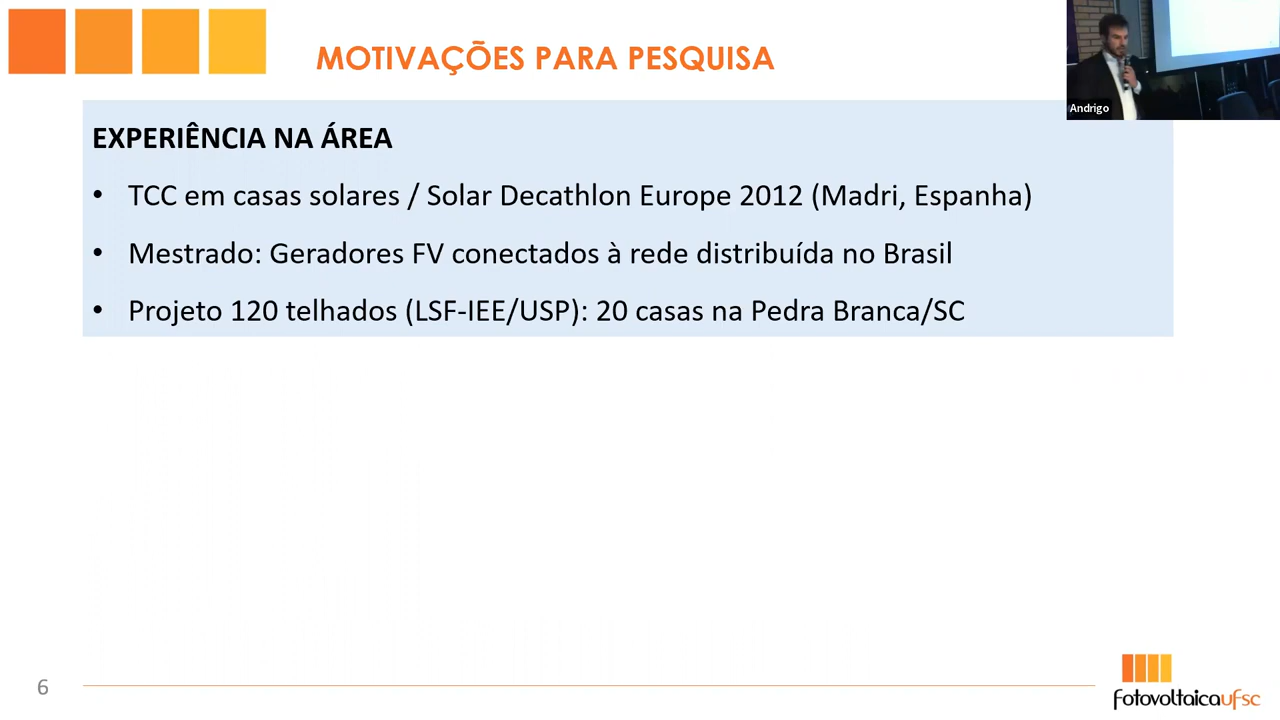 MOTIVAÇÕES PARA PESQUISA
Andrigo
EXPERIÊNCIA NA ÁREA
• TCC em casas solares / Solar Decathlon Europe 2012 (Madri, Espanha)
• Mestrado: Geradores FV conectados à rede distribuída no Brasil
• Projeto 120 telhados (LSF-IEE/USP): 20 casas na Pedra Branca/SC
6
fotovoltaicaufsc